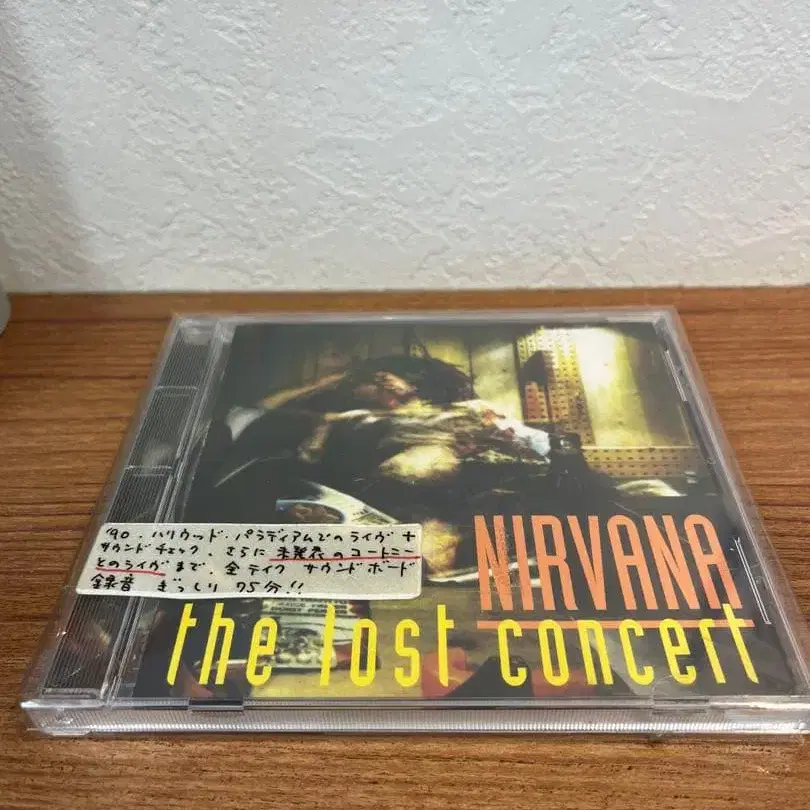 '90．ハリウッド．パラディアムでのライヴ＋
サウンドチェック．さらに未発表のコートニー
とのライヴまで．全テイク サウンドボード
録音 ぎっしり 75分!!
NIRVANA
the lost concert